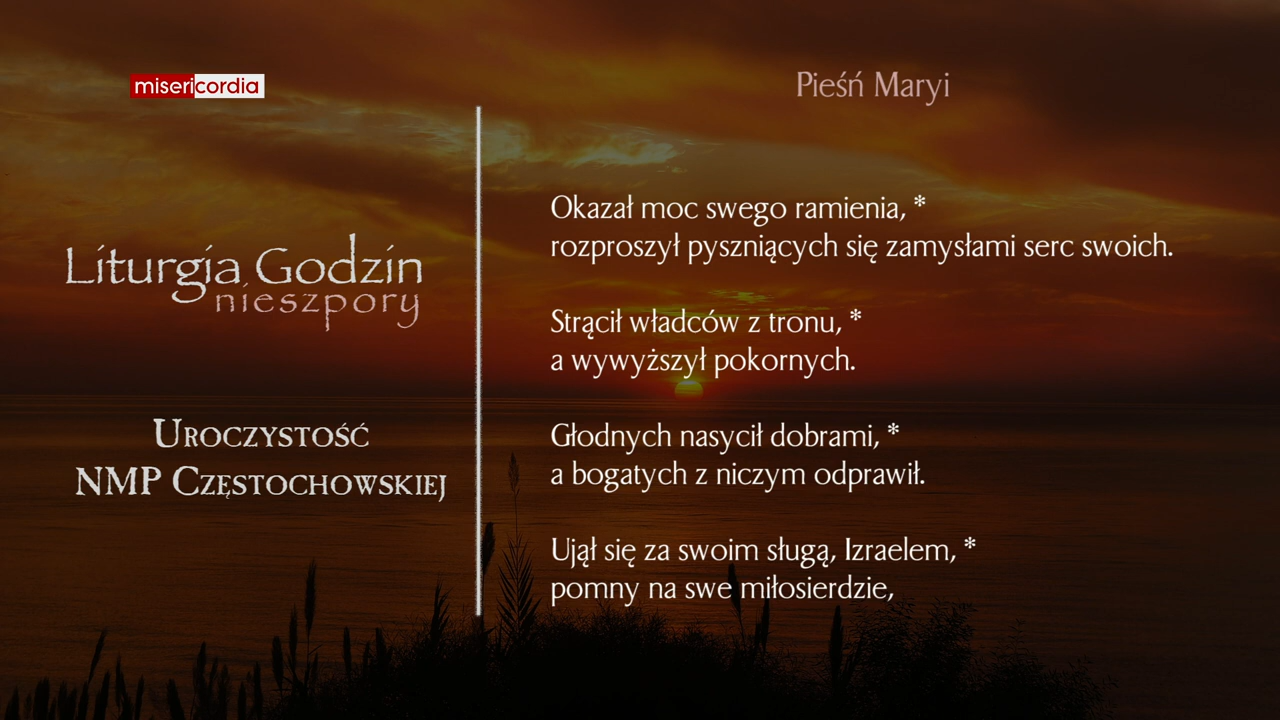 misericordia
Liturgia Godzin
nieszpory
Uroczystość
NMP Częstochowskiej
Pieśń Maryi
Okazał moc swego ramienia, *
rozproszył pyszniących się zamysłami serc swoich.
Strącił władców z tronu, *
a wywyższył pokornych.
Głodnych nasycił dobrami, *
a bogatych z niczym odprawił.
Ujął się za swoim sługą, Izraelem, *
pomny na swe miłosierdzie,